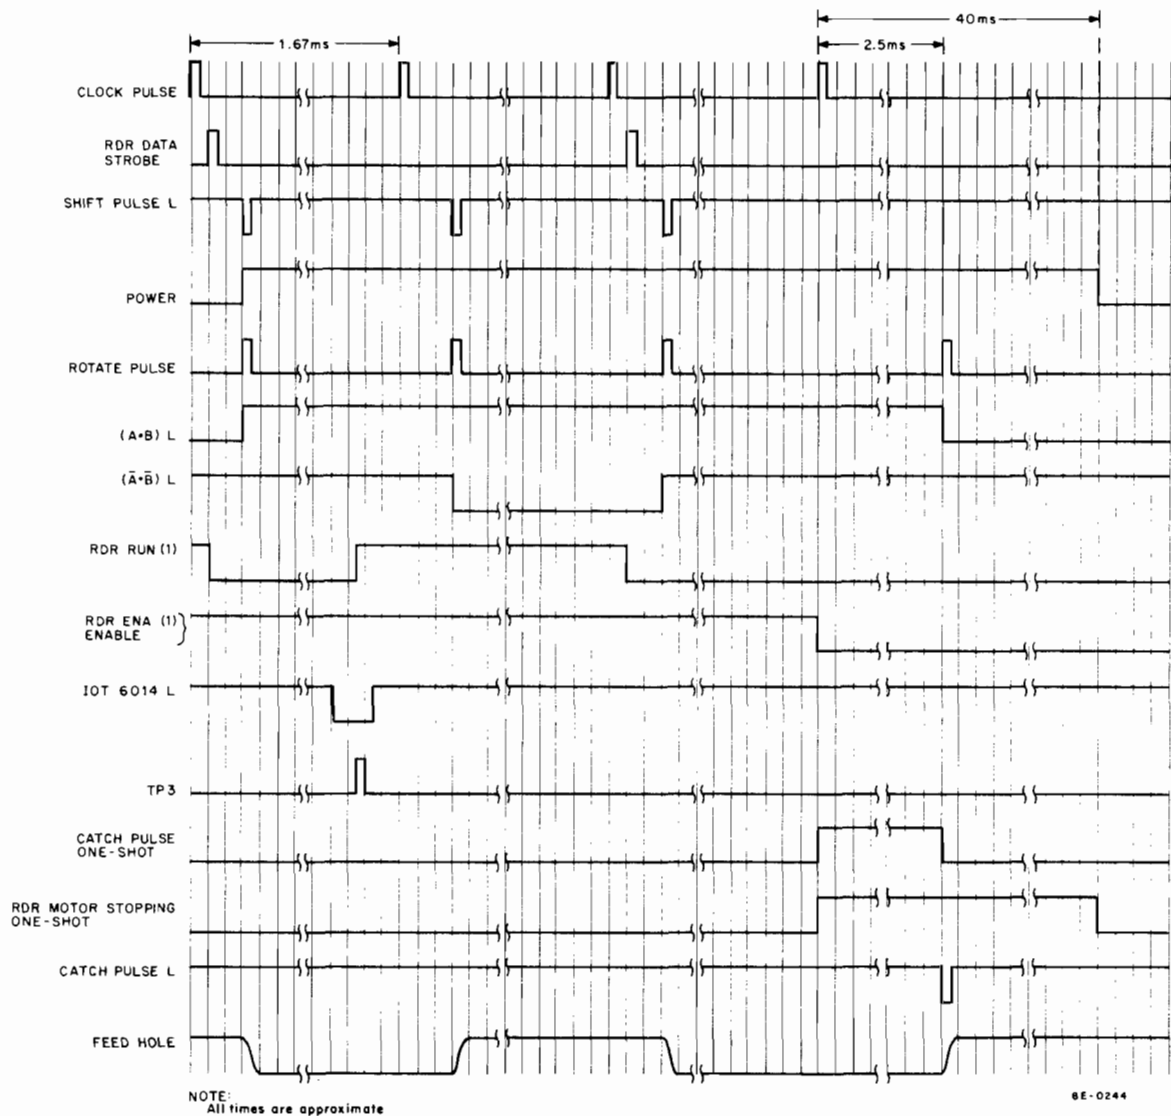 40ms
1.67ms
2.5ms
CLOCK PULSE
RDR DATA
STROBE
SHIFT PULSE L
POWER
ROTATE PULSE
(A•B) L
(Ā•B̄) L
RDR RUN (1)
RDR ENA (1)
ENABLE
IOT 6014 L
TP3
CATCH PULSE
ONE-SHOT
RDR MOTOR STOPPING
ONE-SHOT
CATCH PULSE L
FEED HOLE
NOTE:
All times are approximate
8E-0244